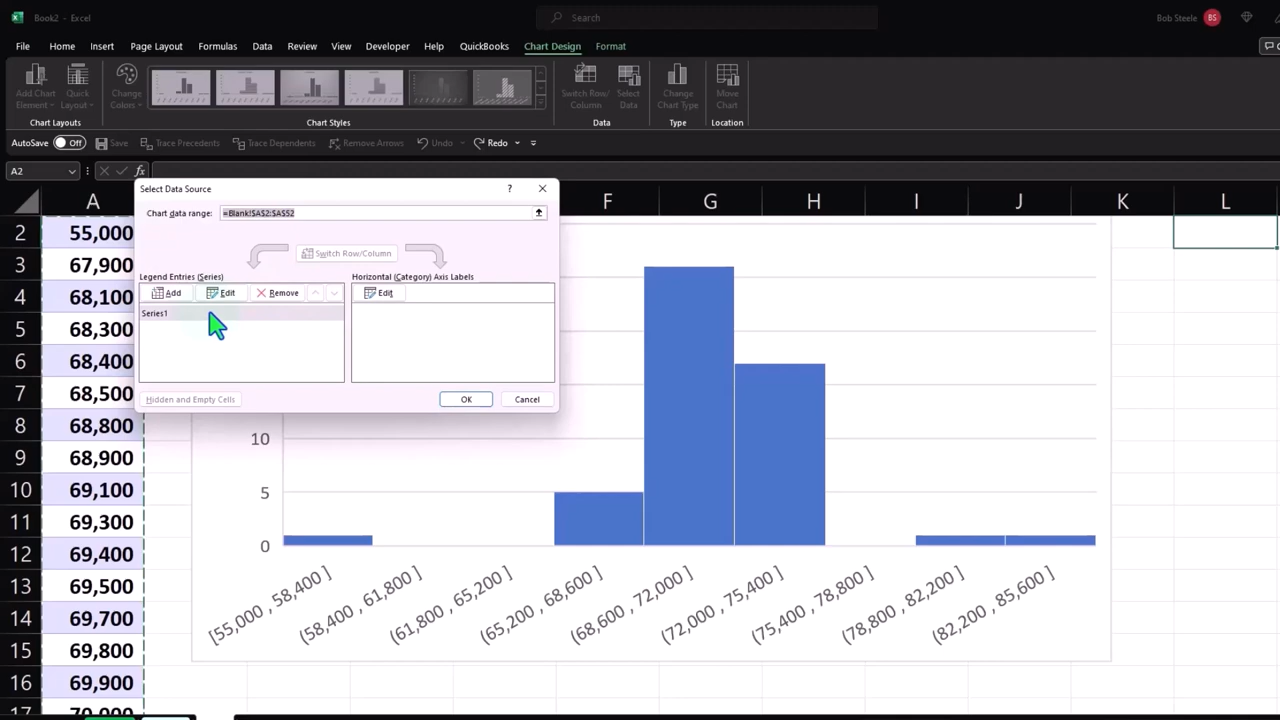 Book2 - Excel
Search
Bob Steele BS
File Home Insert Page Layout Formulas Data Review View Developer Help QuickBooks Chart Design Format
Add Chart Element
Quick Layout
Change Colors
Switch Row/Column
Select Data
Change Chart Type
Move Chart
Chart Layouts Chart Styles Data Type Location
AutoSave Off Save Trace Precedents Trace Dependents Remove Arrows Undo Redo
A2 fx
Select Data Source ?
Chart data range: =Blank!$A$2:$A$52
Switch Row/Column
Legend Entries (Series) Horizontal (Category) Axis Labels
Add Edit Remove Edit
Series1
Hidden and Empty Cells OK Cancel
A F G H I J K L
2 55,000
3 67,900
4 68,100
5 68,300
6 68,400
7 68,500
8 68,800
9 68,900
10 69,100
11 69,300
12 69,400
13 69,500
14 69,700
15 69,800
16 69,900
17 70,000
10
5
0
[55,000 , 58,400 ]
(58,400 , 61,800 ]
(61,800 , 65,200 ]
(65,200 , 68,600 ]
(68,600 , 72,000 ]
(72,000 , 75,400 ]
(75,400 , 78,800 ]
(78,800 , 82,200 ]
(82,200 , 85,600 ]